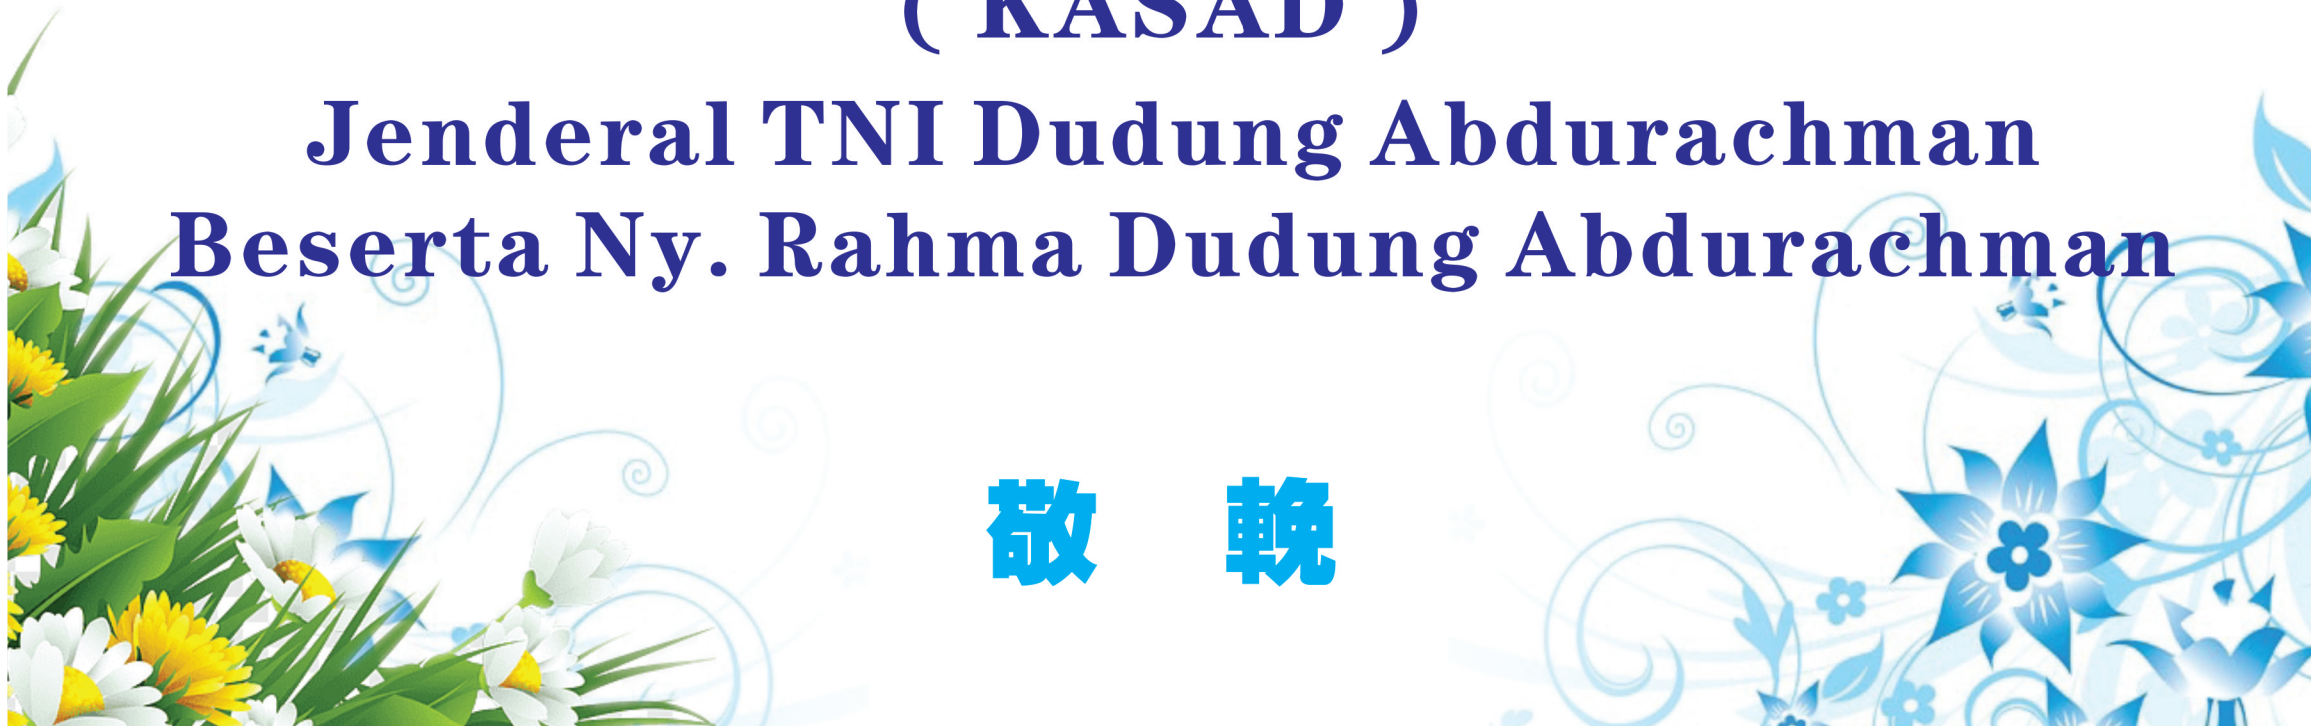 ( KASAD )
Jenderal TNI Dudung Abdurachman
Beserta Ny. Rahma Dudung Abdurachman
敬 輓